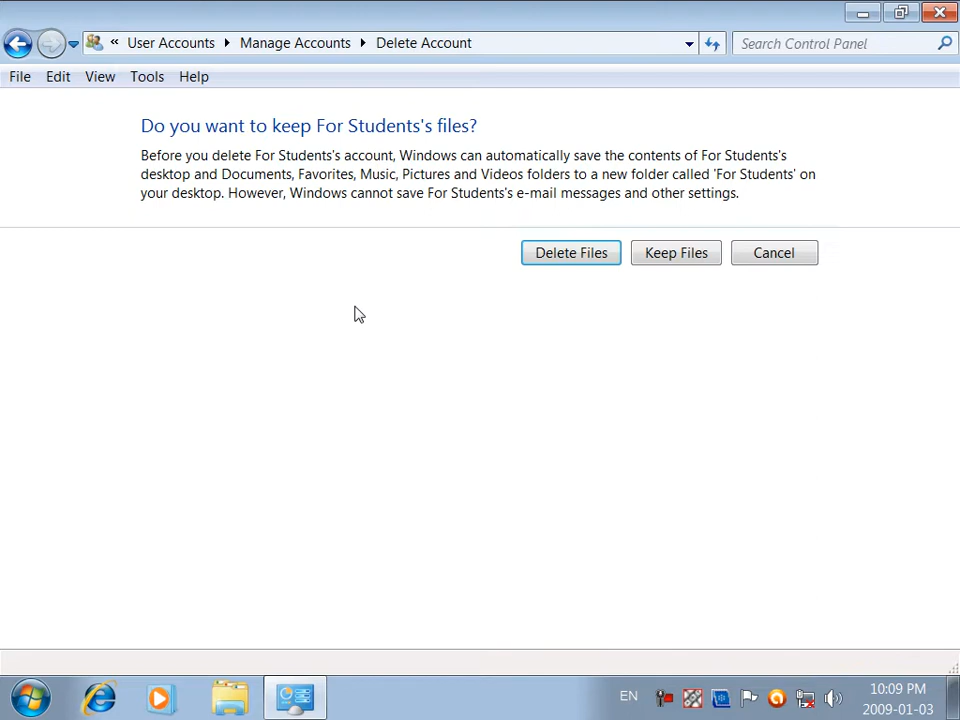 « User Accounts Manage Accounts Delete Account
Search Control Panel
File Edit View Tools Help
Do you want to keep For Students's files?
Before you delete For Students's account, Windows can automatically save the contents of For Students's
desktop and Documents, Favorites, Music, Pictures and Videos folders to a new folder called 'For Students' on
your desktop. However, Windows cannot save For Students's e-mail messages and other settings.
Delete Files Keep Files Cancel
EN
10:09 PM
2009-01-03